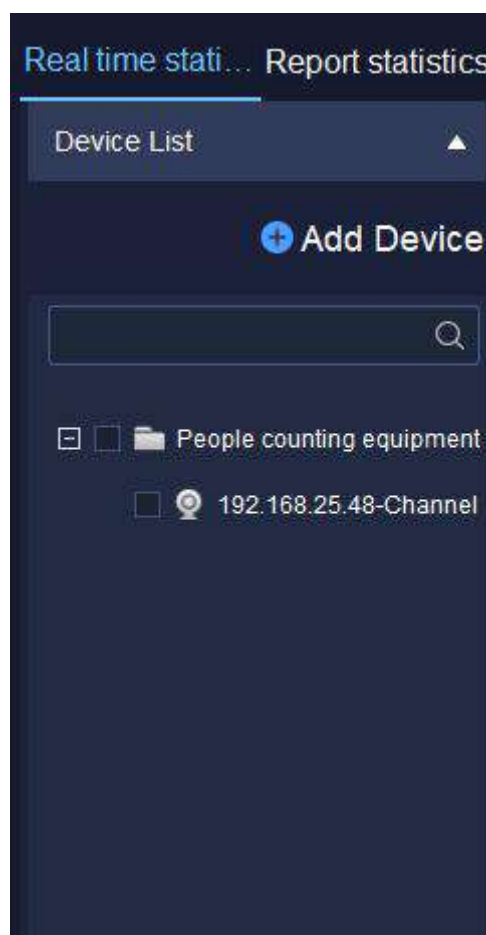 Real time stati... Report statistics
Device List
Add Device
People counting equipment
192.168.25.48-Channel